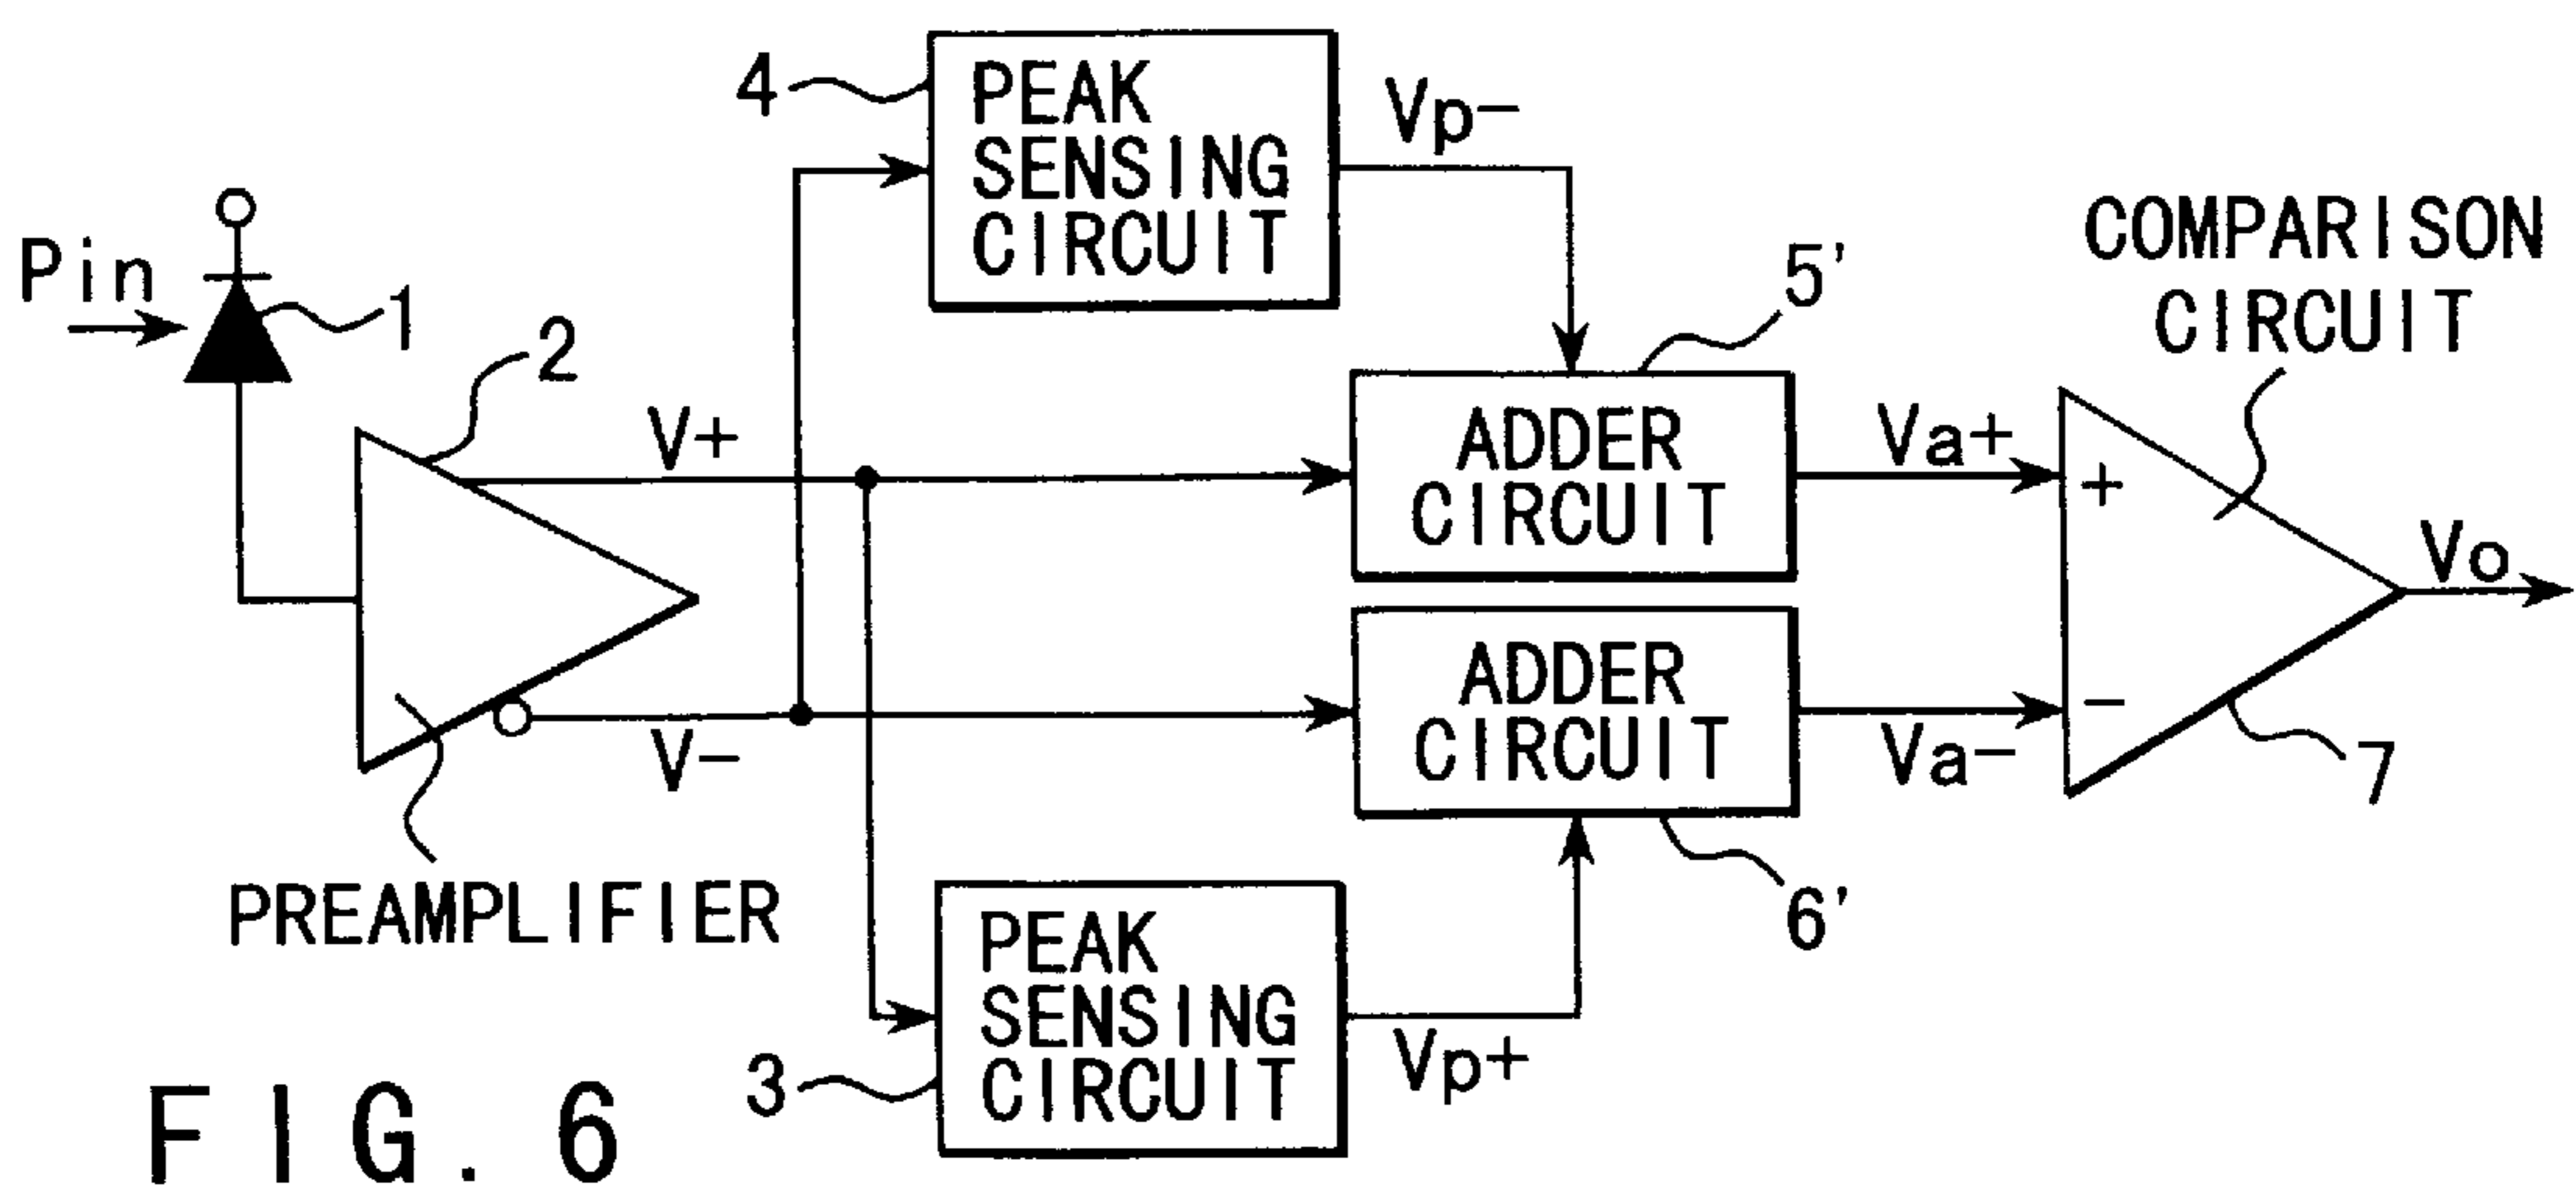 4
PEAK
SENSING
CIRCUIT
Vp-
Pin
1
2
V+
5'
COMPARISON
CIRCUIT
ADDER
CIRCUIT
Va+
+
Vo
ADDER
CIRCUIT
-
V-
Va-
7
PREAMPLIFIER
6'
PEAK
SENSING
CIRCUIT
3
Vp+
FIG. 6